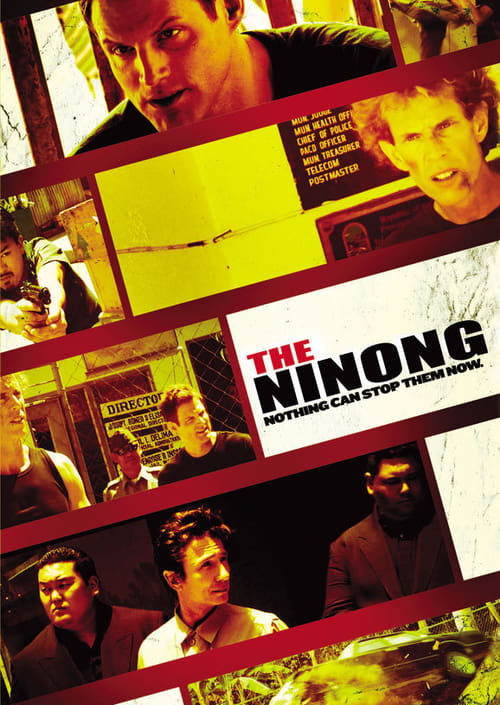 MUN. JUDGE
MUN. HEALTH OFF
CHIEF OF POLICE
PACO OFFICER
MUN. TREASURER
TELECOM
POSTMASTER
THE
NINONG
NOTHING CAN STOP THEM NOW.
DIRECTO